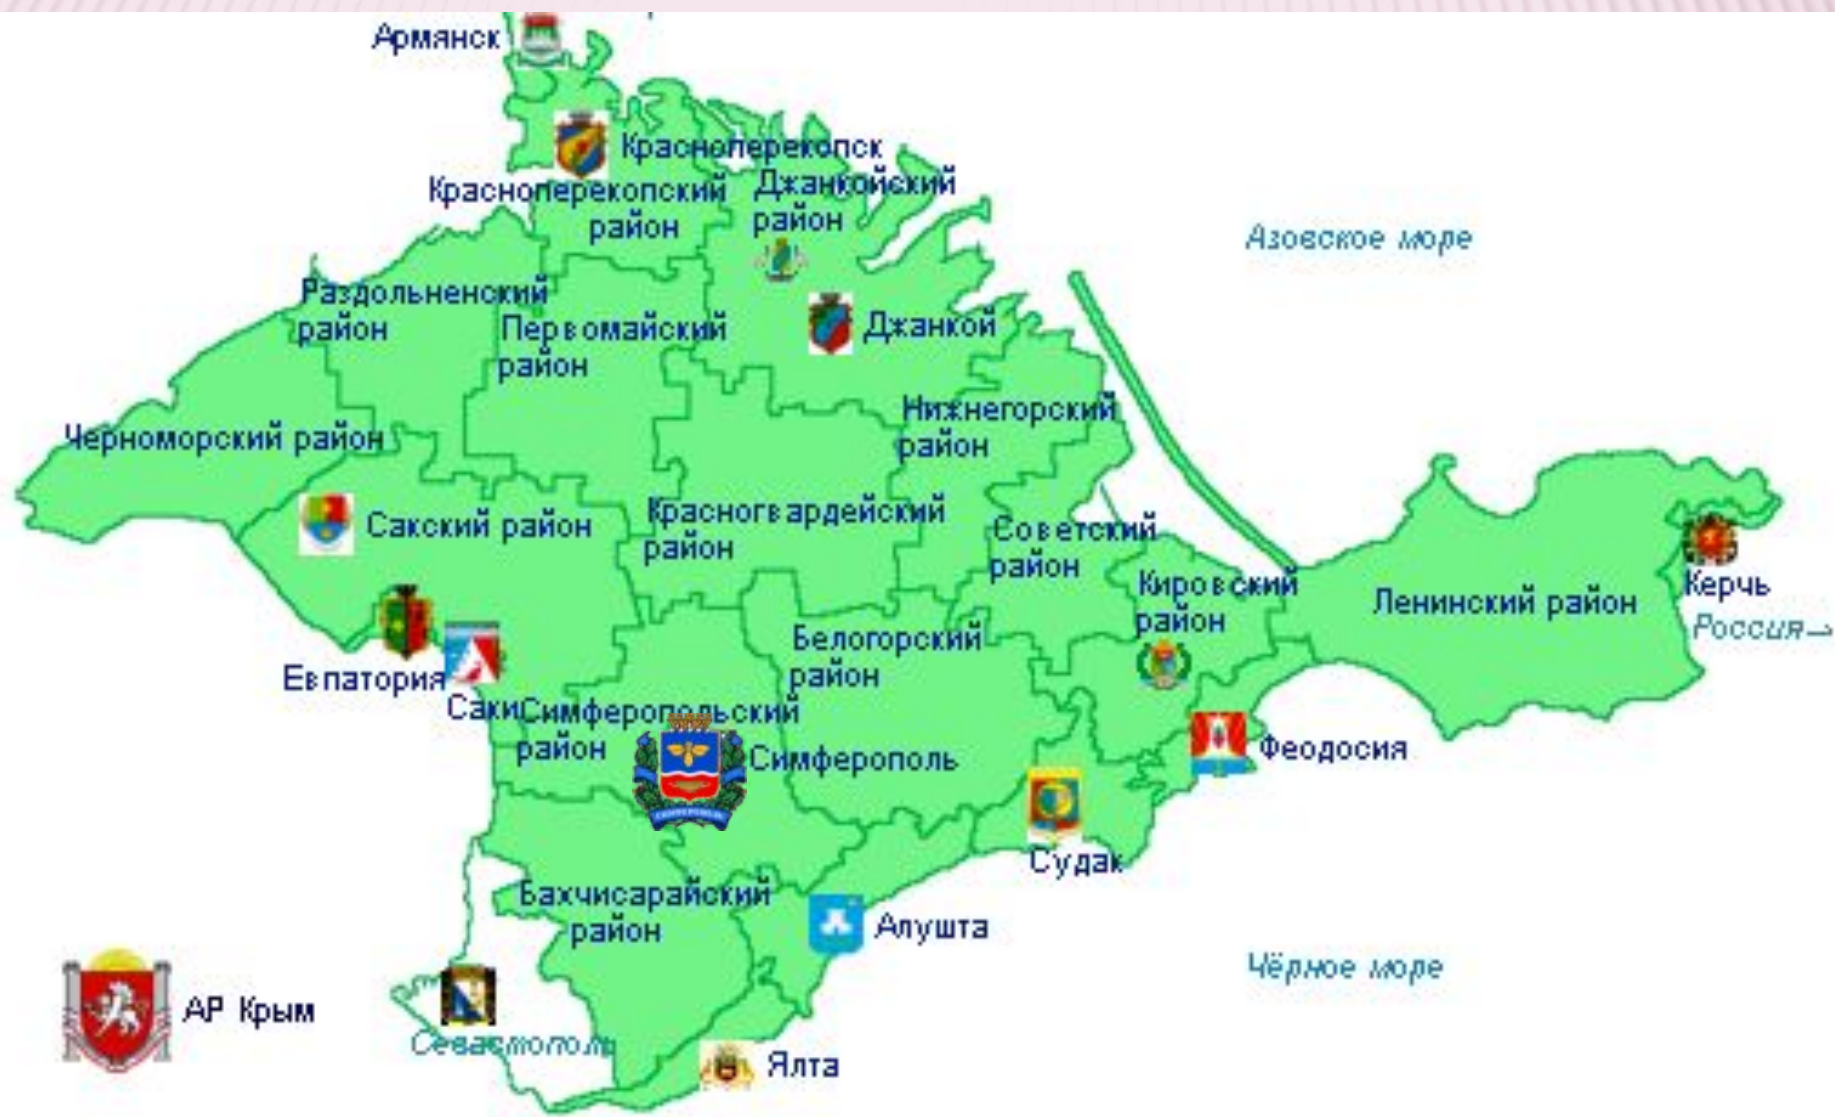 Армянск
Красноперекопск
Красноперекопский
район
Джанкойский
район
Азовское море
Раздольненский
район
Первомайский
район
Джанкой
Нижнегорский
район
Черноморский район
Сакский район
Красногвардейский
район
Советский
район
Кировский
район
Ленинский район
Керчь
Россия→
Белогорский
район
Евпатория
Саки
Симферопольский
район
Симферополь
Феодосия
Судак
Бахчисарайский
район
Алушта
Чёрное море
АР Крым
Севастополь
Ялта